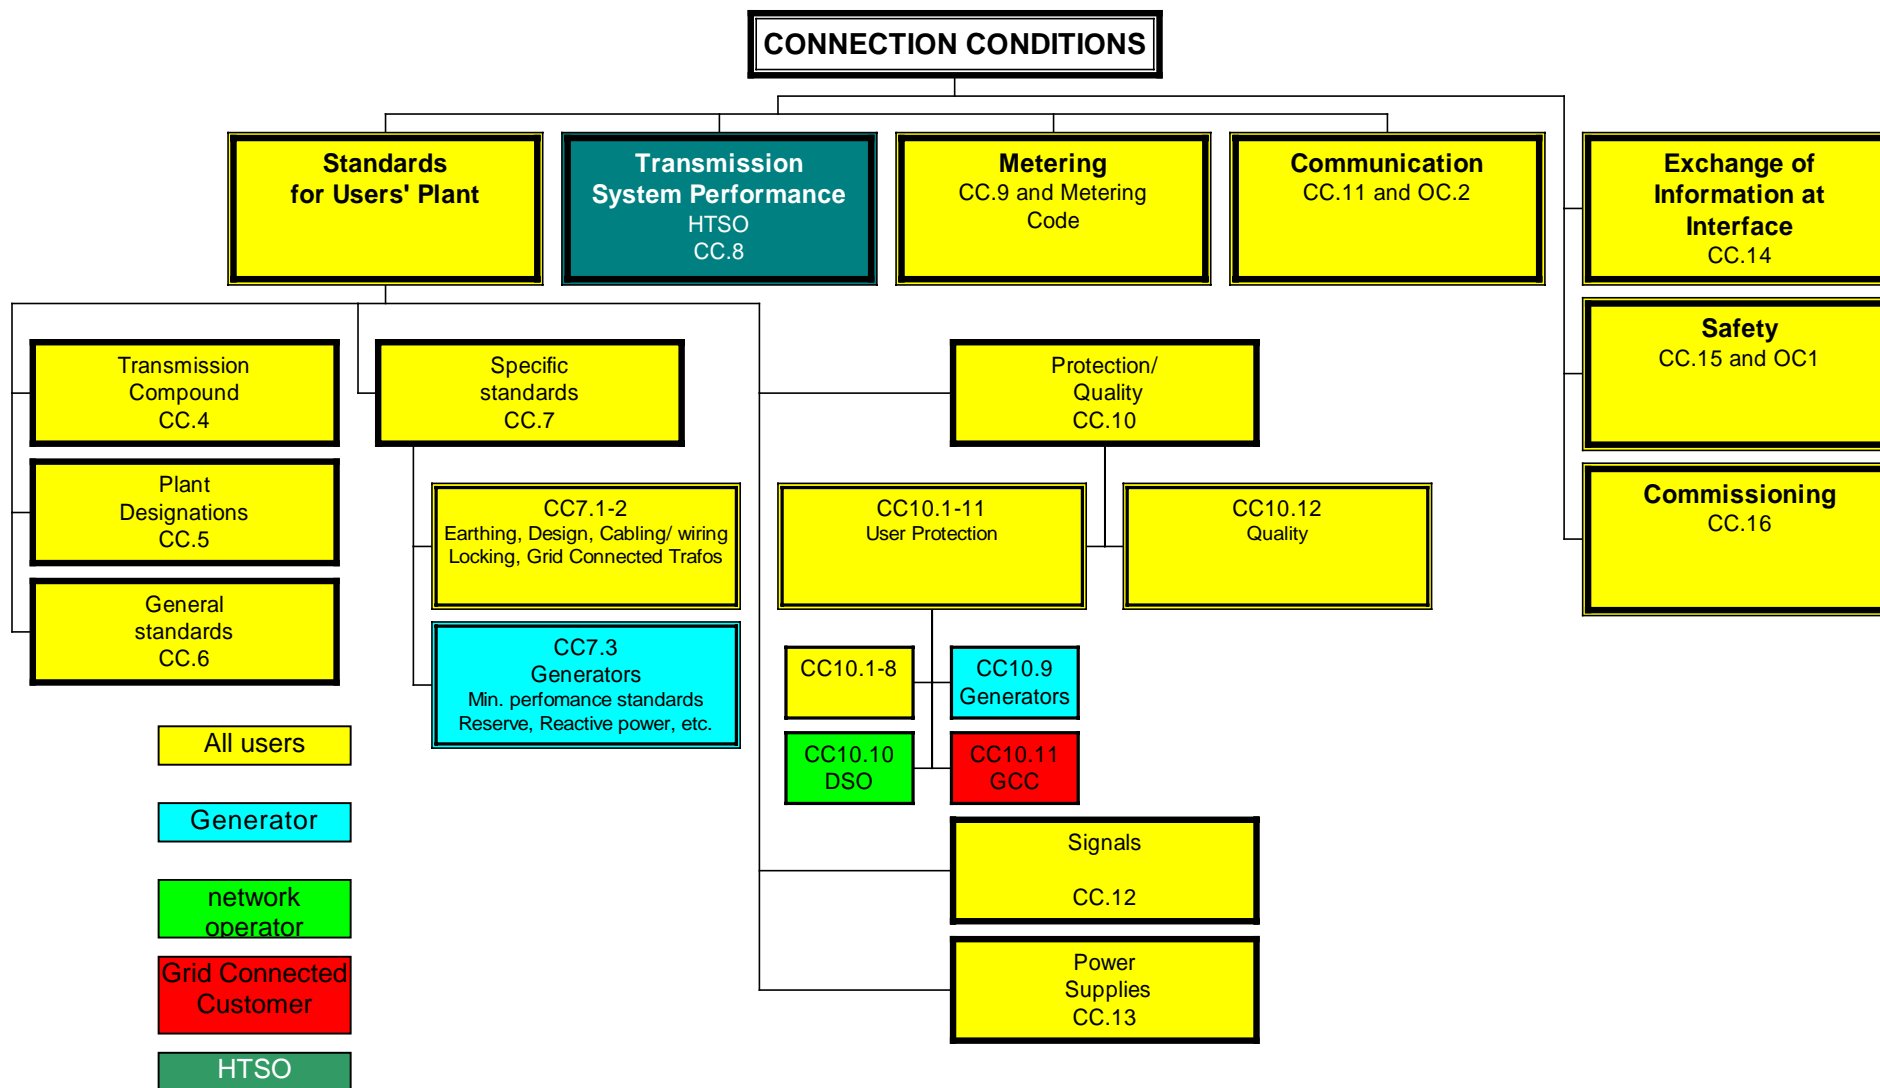 CONNECTION CONDITIONS
Standards
for Users' Plant
Transmission
System Performance
HTSO
CC.8
Metering
CC.9 and Metering
Code
Communication
CC.11 and OC.2
Exchange of
Information at
Interface
CC.14
Safety
CC.15 and OC1
Commissioning
CC.16
Transmission
Compound
CC.4
Plant
Designations
CC.5
General
standards
CC.6
Specific
standards
CC.7
CC7.1-2
Earthing, Design, Cabling/ wiring
Locking, Grid Connected Trafos
CC7.3
Generators
Min. perfomance standards
Reserve, Reactive power, etc.
Protection/
Quality
CC.10
CC10.1-11
User Protection
CC10.12
Quality
CC10.1-8
CC10.9
Generators
CC10.10
DSO
CC10.11
GCC
Signals
CC.12
Power
Supplies
CC.13
All users
Generator
network
operator
Grid Connected
Customer
HTSO